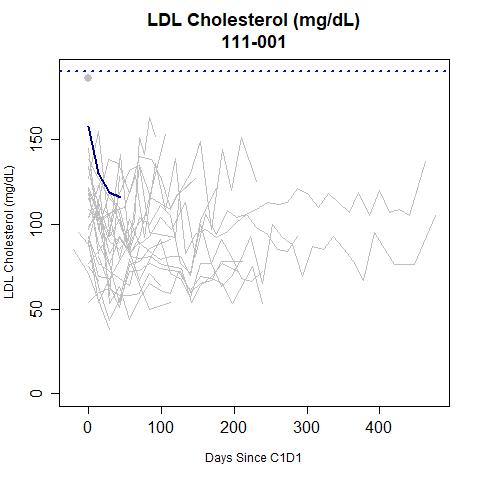 LDL Cholesterol (mg/dL)
111-001
LDL Cholesterol (mg/dL)
150
100
50
0
0 100 200 300 400
Days Since C1D1